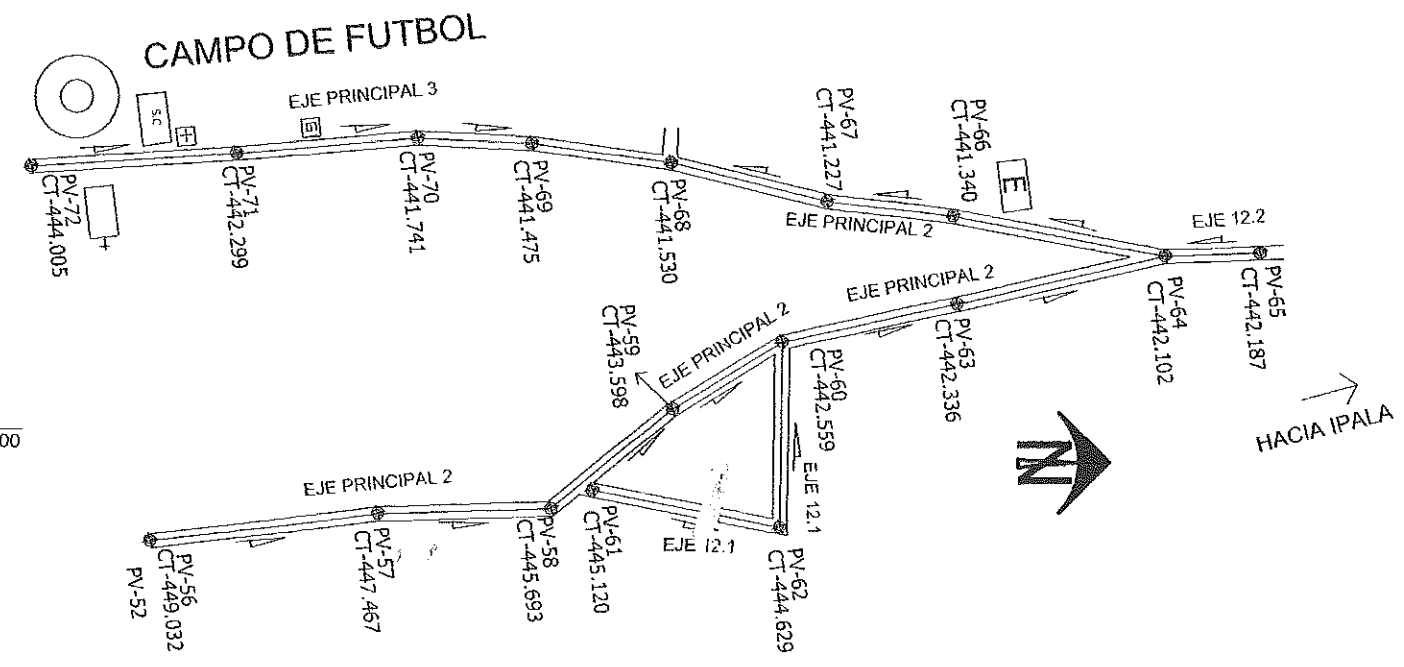 CAMPO DE FUTBOL
EJE PRINCIPAL 3
S.C
G
PV-72
CT-444.005
PV-71
CT-442.299
PV-70
CT-441.741
PV-69
CT-441.475
PV-68
CT-441.530
PV-67
CT-441.227
PV-66
CT-441.340
E
EJE PRINCIPAL 2
EJE 12.2
PV-65
CT-442.187
PV-64
CT-442.102
EJE PRINCIPAL 2
PV-63
CT-442.336
EJE PRINCIPAL 2
PV-59
CT-443.598
PV-60
CT-442.559
HACIA IPALA
N
00
EJE PRINCIPAL 2
EJE 12.1
EJE 12.1
PV-56
CT-449.032
PV-52
PV-57
CT-447.467
PV-58
CT-445.693
PV-61
CT-445.120
PV-62
CT-444.629